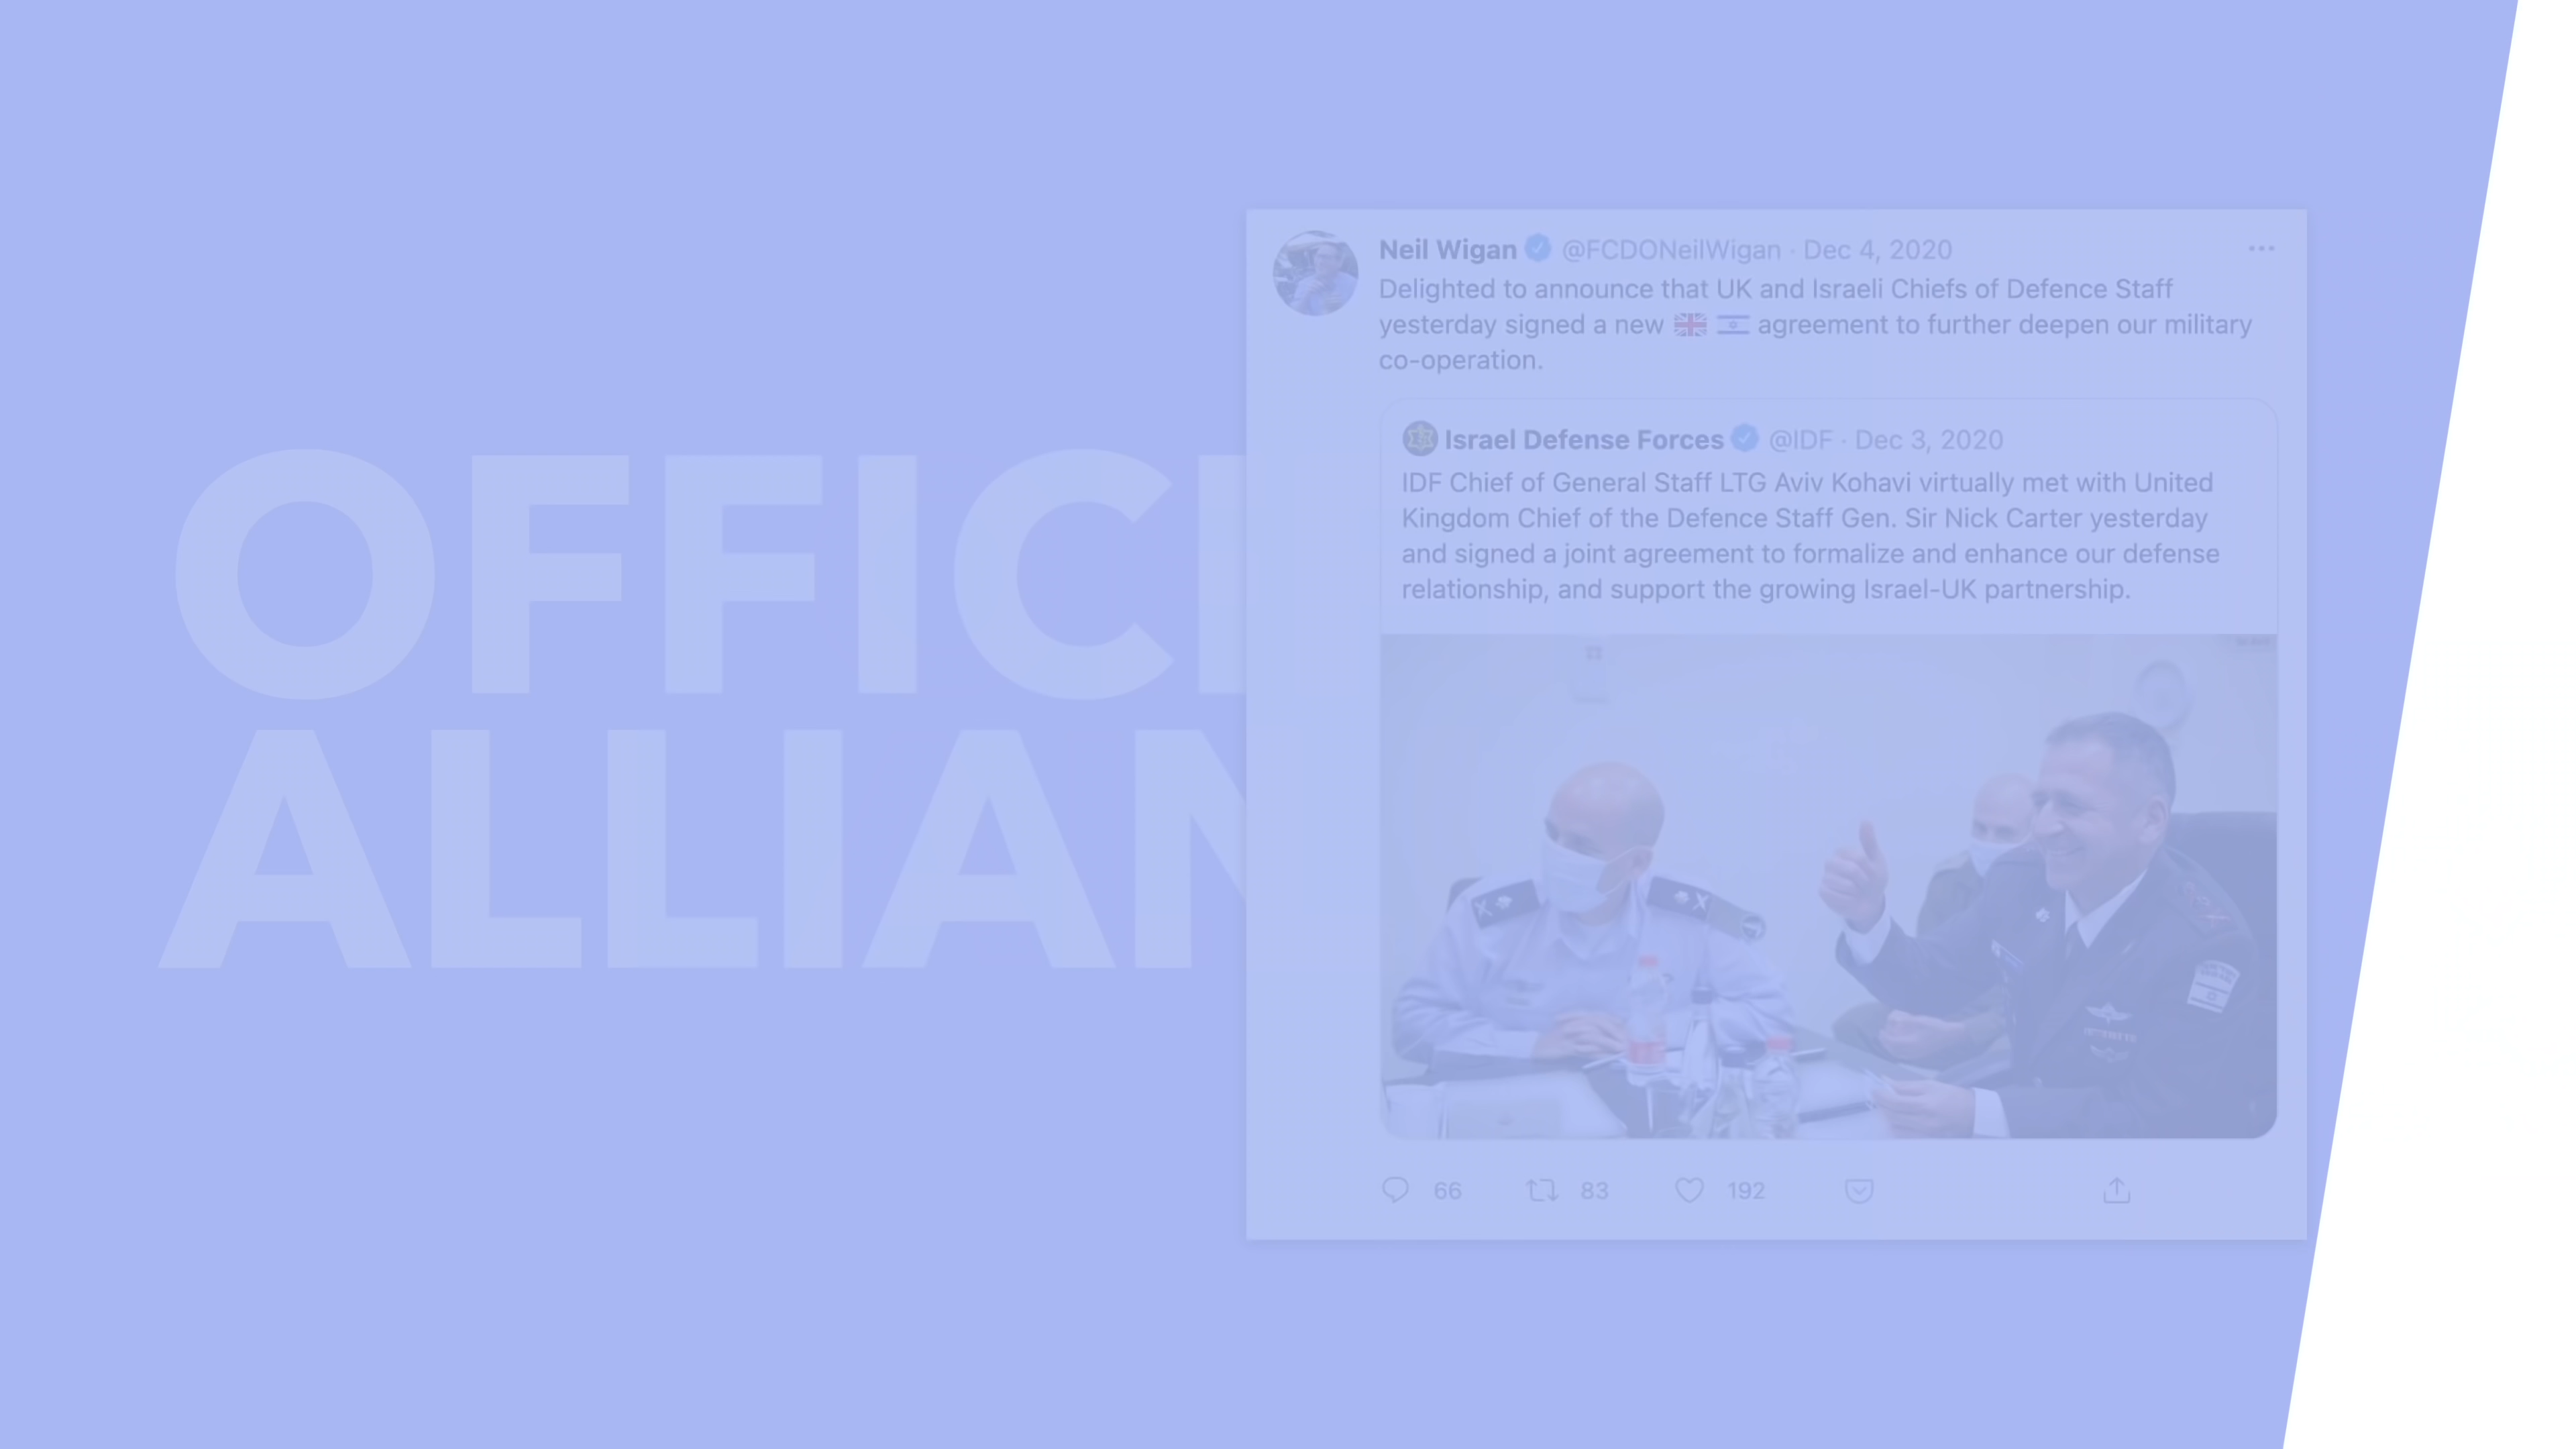 OFFICI
ALLIAN
Neil Wigan @FCDONeilWigan · Dec 4, 2020
Delighted to announce that UK and Israeli Chiefs of Defence Staff
yesterday signed a new 🇬🇧 🇮🇱 agreement to further deepen our military
co-operation.
Israel Defense Forces @IDF · Dec 3, 2020
IDF Chief of General Staff LTG Aviv Kohavi virtually met with United
Kingdom Chief of the Defence Staff Gen. Sir Nick Carter yesterday
and signed a joint agreement to formalize and enhance our defense
relationship, and support the growing Israel-UK partnership.
66 83 192